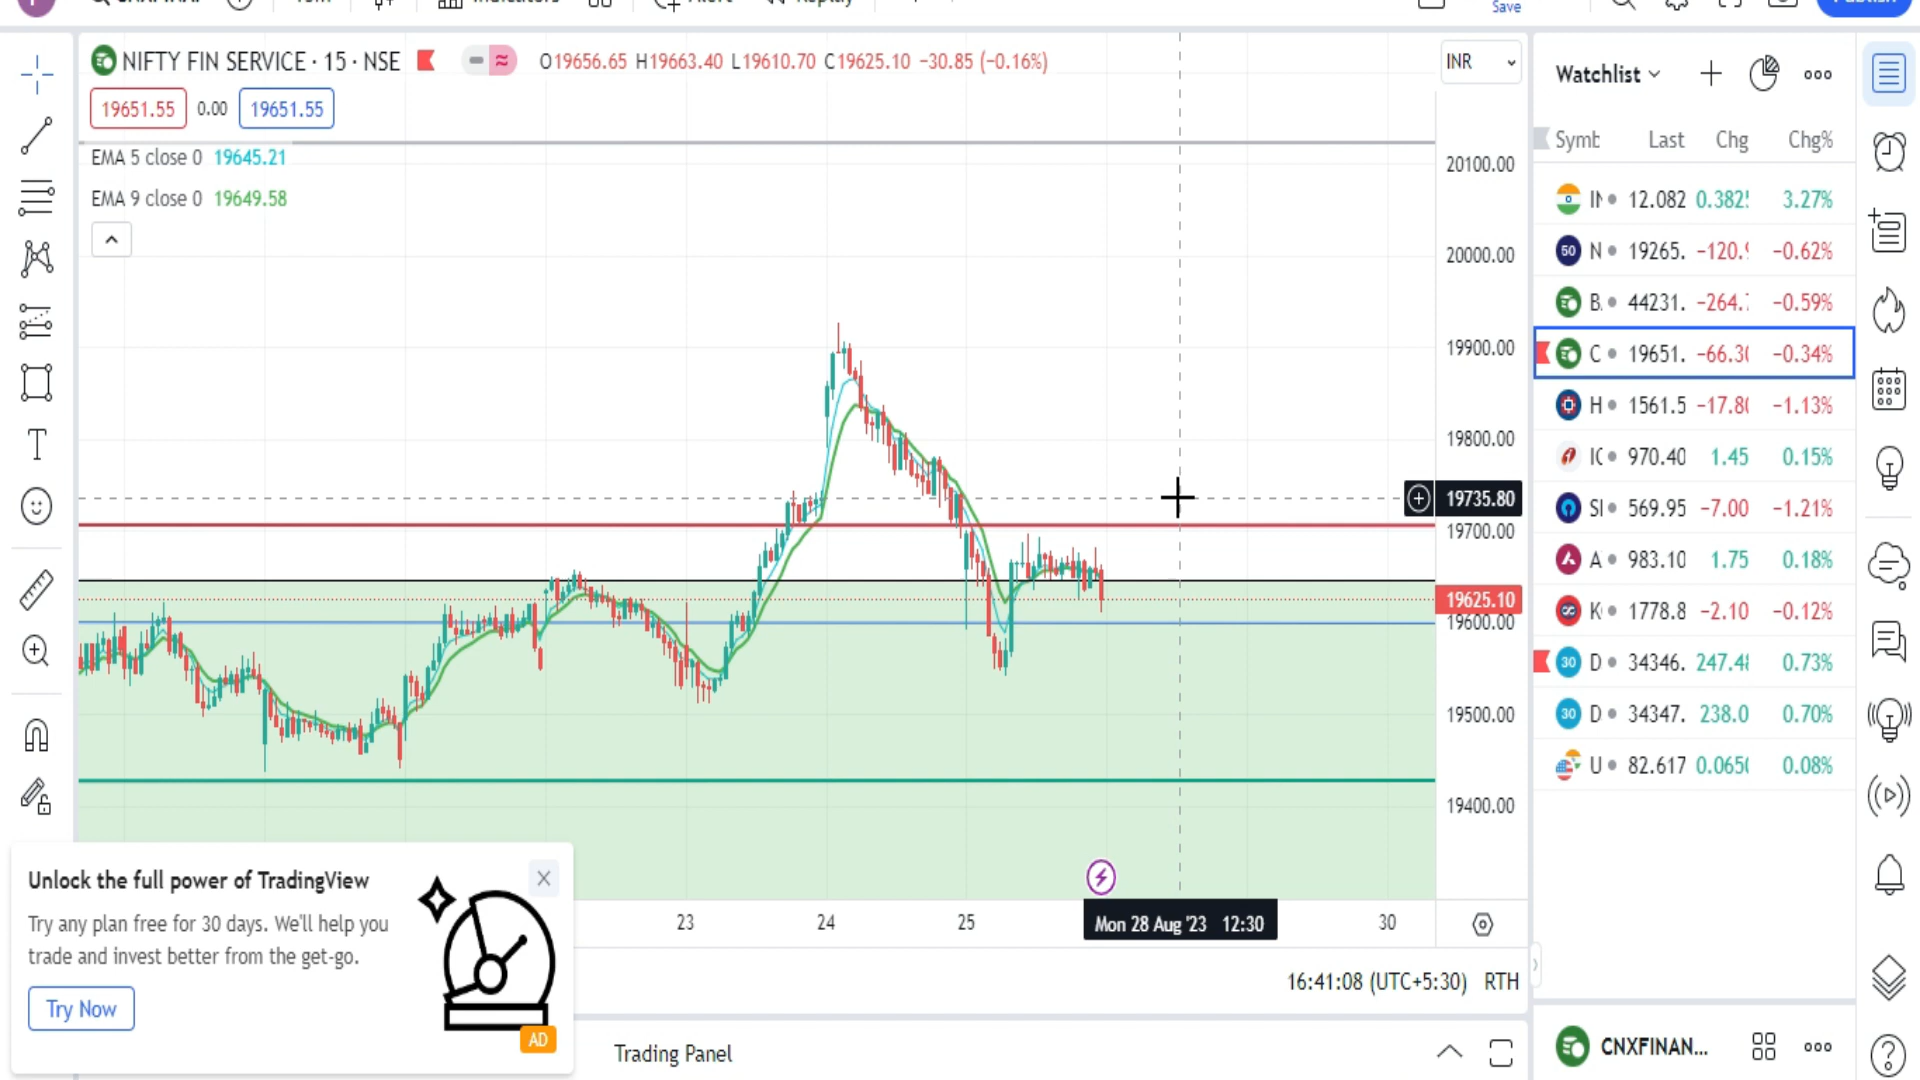 Save
NIFTY FIN SERVICE · 15 · NSE
O19656.65 H19663.40 L19610.70 C19625.10 −30.85 (−0.16%)
INR
19651.55 0.00 19651.55
EMA 5 close 0 19645.21
EMA 9 close 0 19649.58
20100.00
20000.00
19900.00
19800.00
19735.80
19700.00
19625.10
19600.00
19500.00
19400.00
23 24 25 Mon 28 Aug '23 12:30 30
16:41:08 (UTC+5:30) RTH
Trading Panel
Unlock the full power of TradingView
Try any plan free for 30 days. We'll help you
trade and invest better from the get-go.
Try Now
AD
Watchlist
Symb Last Chg Chg%
12.082 3.27%
50 N 19265. −0.62%
B. 44231. −0.59%
C 19651. −0.34%
H 1561.5 −1.13%
IC 970.40 1.45 0.15%
SI 569.95 −7.00 −1.21%
A 983.10 1.75 0.18%
K 1778.8 −2.10 −0.12%
30 D 34346. 0.73%
30 D 34347. 238.0 0.70%
U 82.617 0.08%
CNXFINAN...